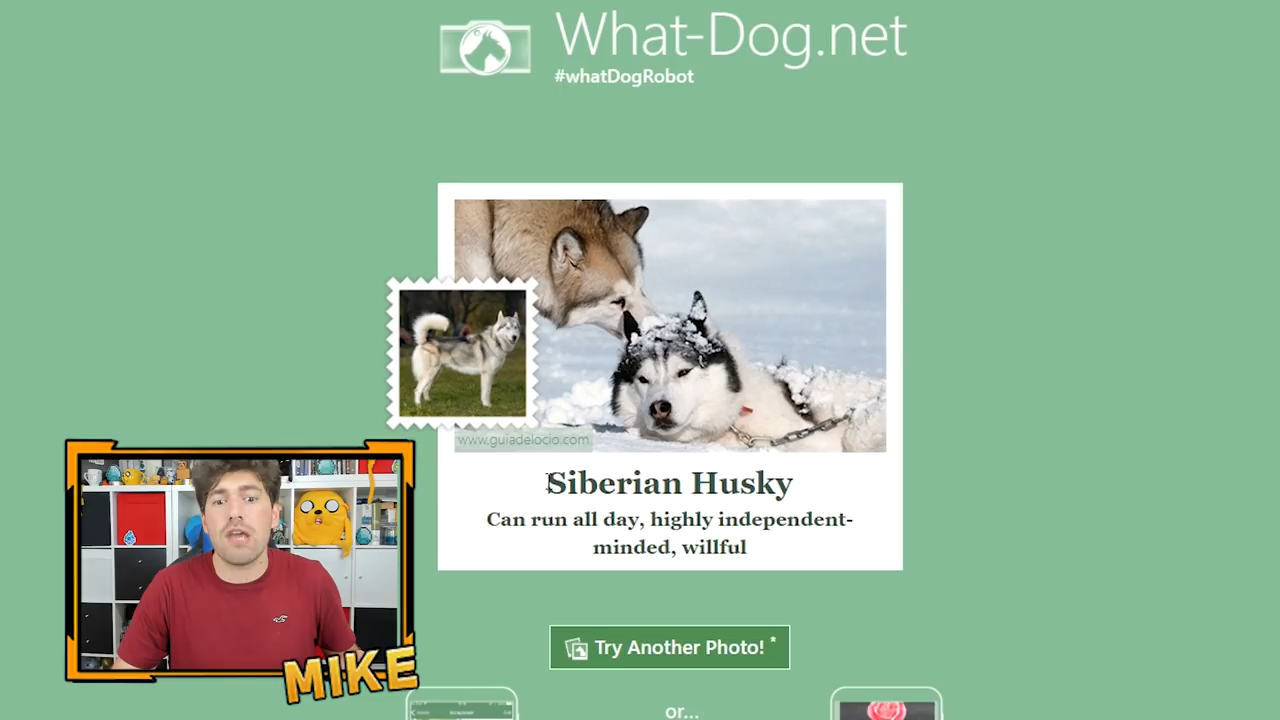 What-Dog.net
#whatDogRobot
www.guiadelocio.com
Siberian Husky
Can run all day, highly independent-
minded, willful
MIKE
Try Another Photo! *
or...